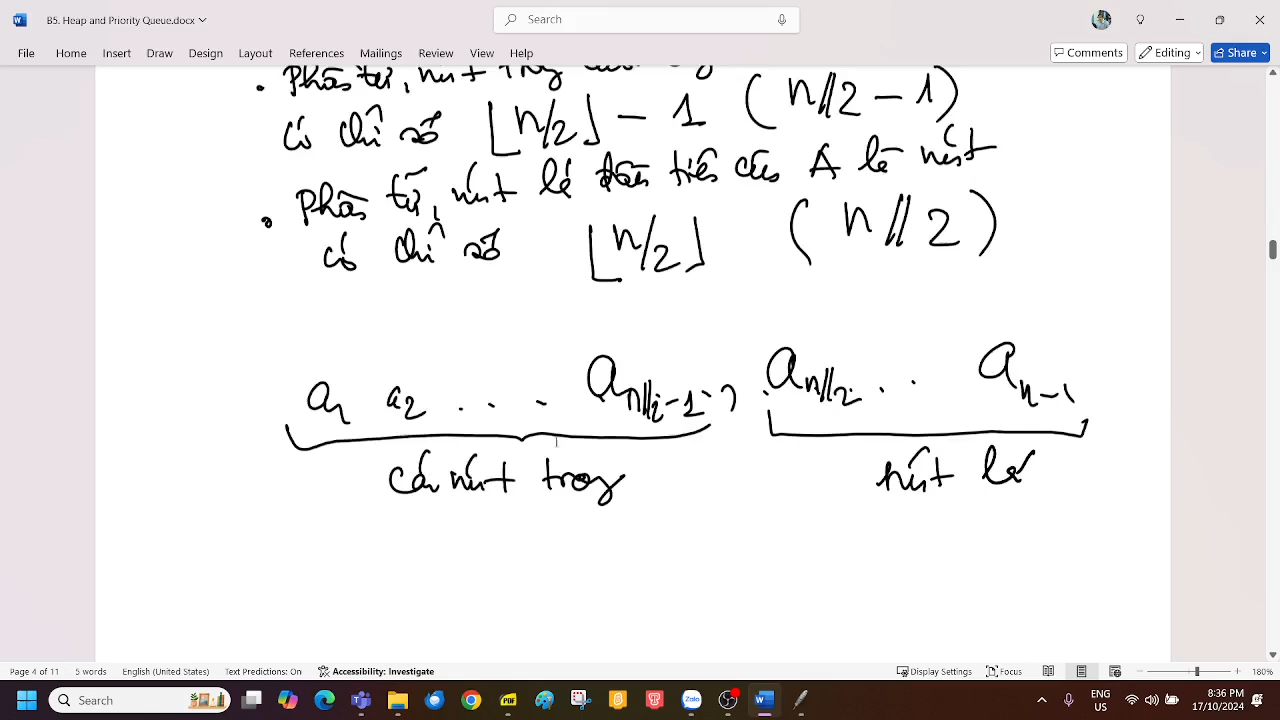 B5. Heap and Priority Queue.docx
Search
File Home Insert Draw Design Layout References Mailings Review View Help
Comments Editing Share
. phần tử, nút trong
có chỉ số ⌊n/2⌋ − 1 (n//2 − 1)
. phần tử, nút lá đầu tiên của A là nút
có chỉ số ⌊n/2⌋ (n//2)
a1 a2 . . . a n//2−1 , a n//2 . . a n−1
các nút trong nút lá
Page 4 of 11 5 words English (United States) Text Predictions: On Accessibility: Investigate Display Settings Focus 180%
Search ENG 8:36 PM
US 17/10/2024